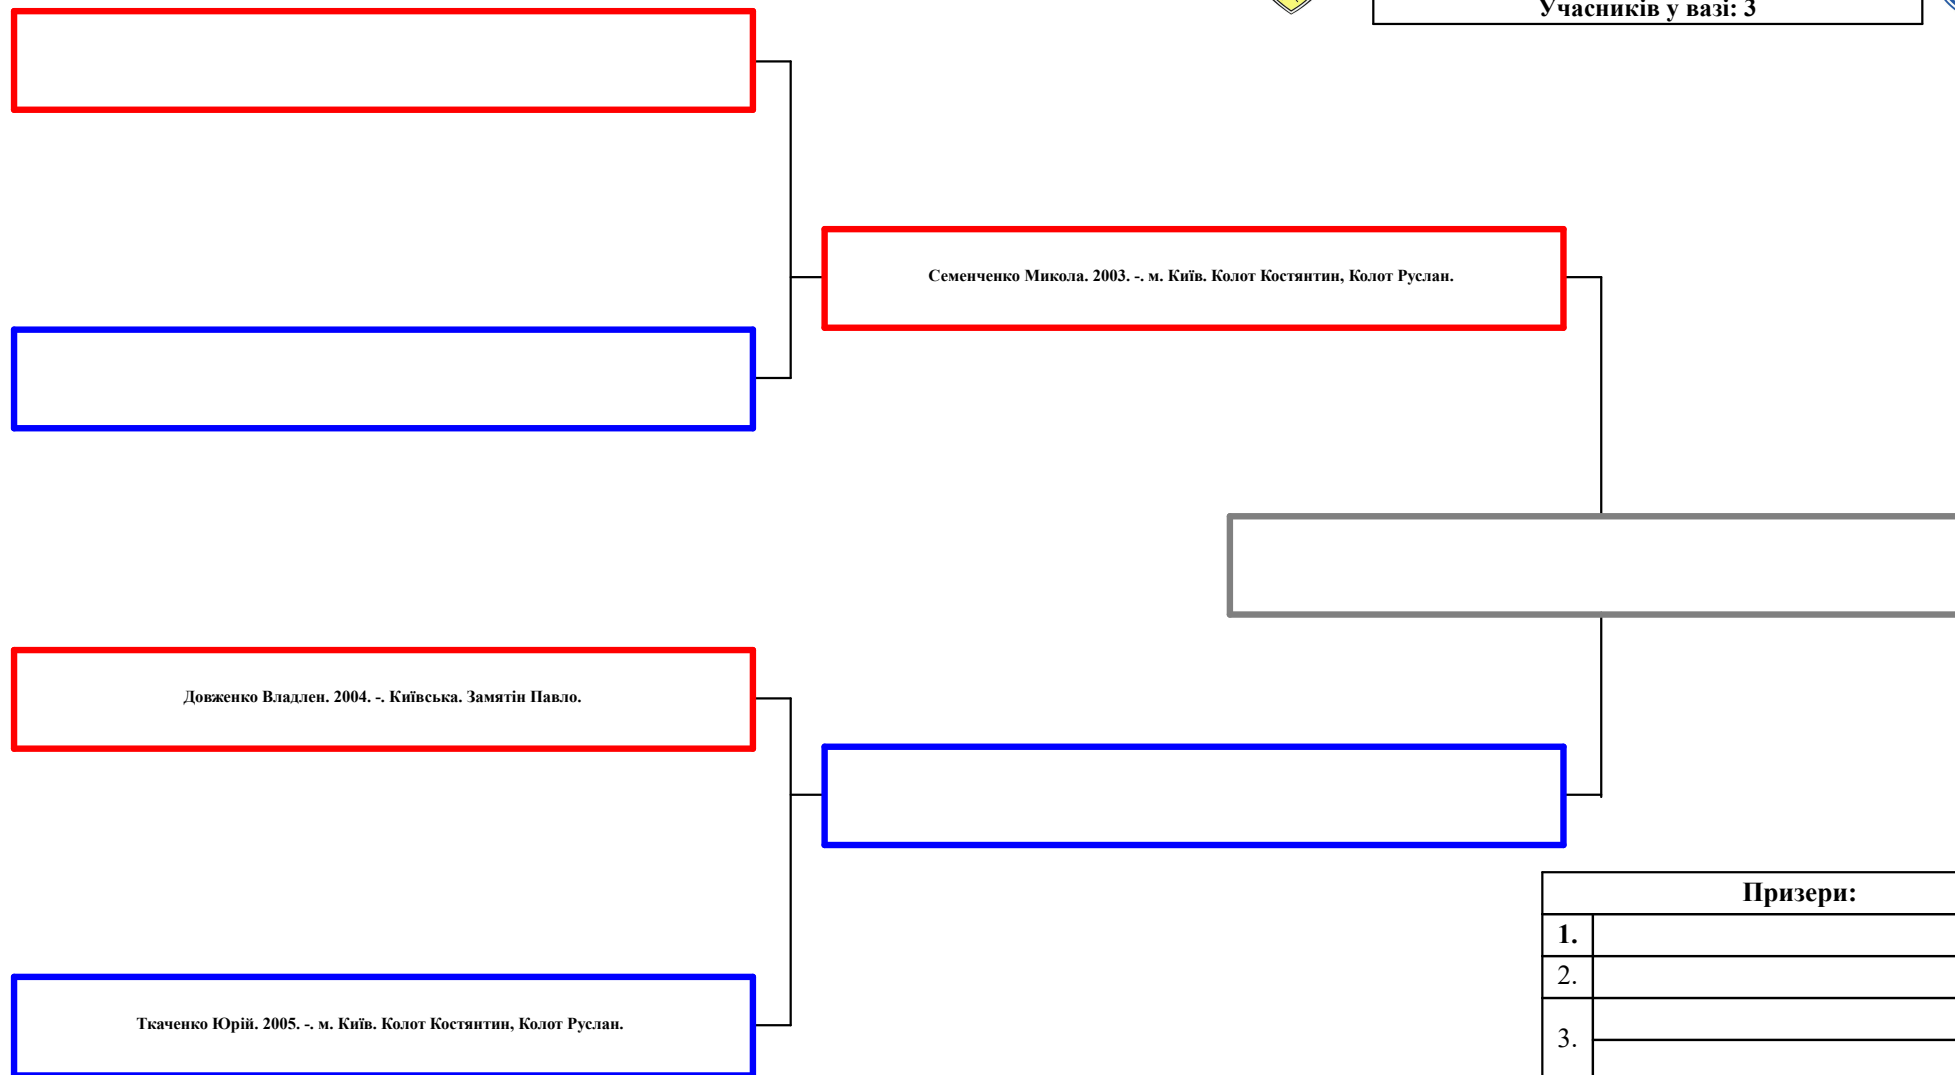 Учасників у вазі: 3
Семенченко Микола. 2003. -. м. Київ. Колот Костянтин, Колот Руслан.
Довженко Владлен. 2004. -. Київська. Замятін Павло.
Ткаченко Юрій. 2005. -. м. Київ. Колот Костянтин, Колот Руслан.
Призери:
1.
2.
3.